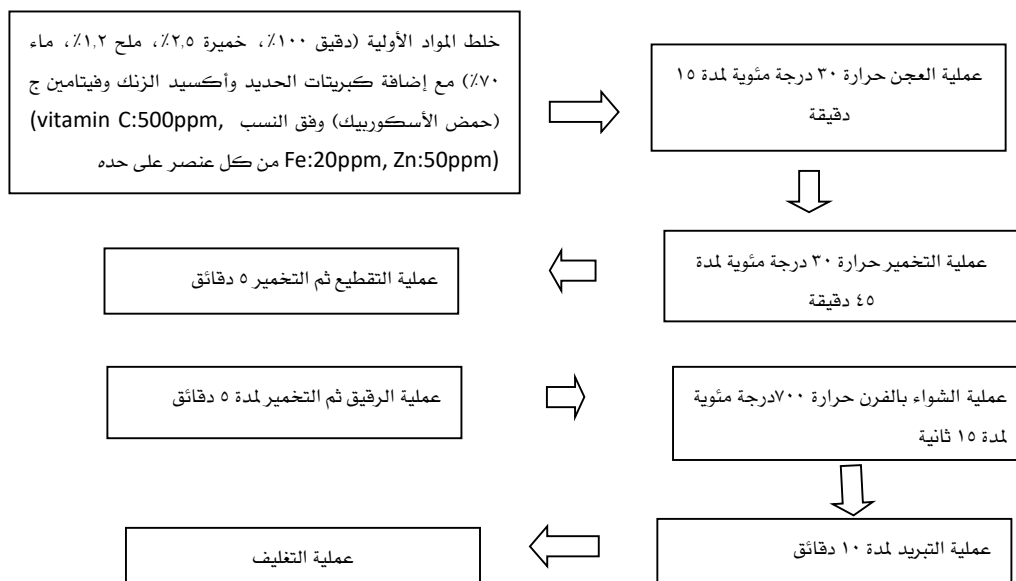 خلط المواد الأولية (دقيق ١٠٠٪، خميرة ٢,٥٪، ملح ١,٢٪، ماء
٧٠٪) مع إضافة كبريتات الحديد وأكسيد الزنك وفيتامين ج
(حمض الأسكوربيك) وفق النسب (vitamin C:500ppm,
Fe:20ppm, Zn:50ppm) من كل عنصر على حده
عملية العجن حرارة ٣٠ درجة مئوية لمدة ١٥
دقيقة
عملية التخمير حرارة ٣٠ درجة مئوية لمدة
٤٥ دقيقة
عملية التقطيع ثم التخمير ٥ دقائق
عملية الرقيق ثم التخمير لمدة ٥ دقائق
عملية الشواء بالفرن حرارة ٧٠٠درجة مئوية
لمدة ١٥ ثانية
عملية التبريد لمدة ١٠ دقائق
عملية التغليف